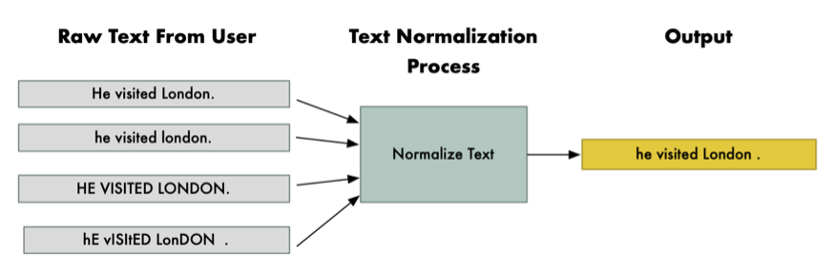 Raw Text From User
Text Normalization
Process
Output
He visited London.
he visited london.
HE VISITED LONDON.
hE vISItED LonDON .
Normalize Text
he visited London .